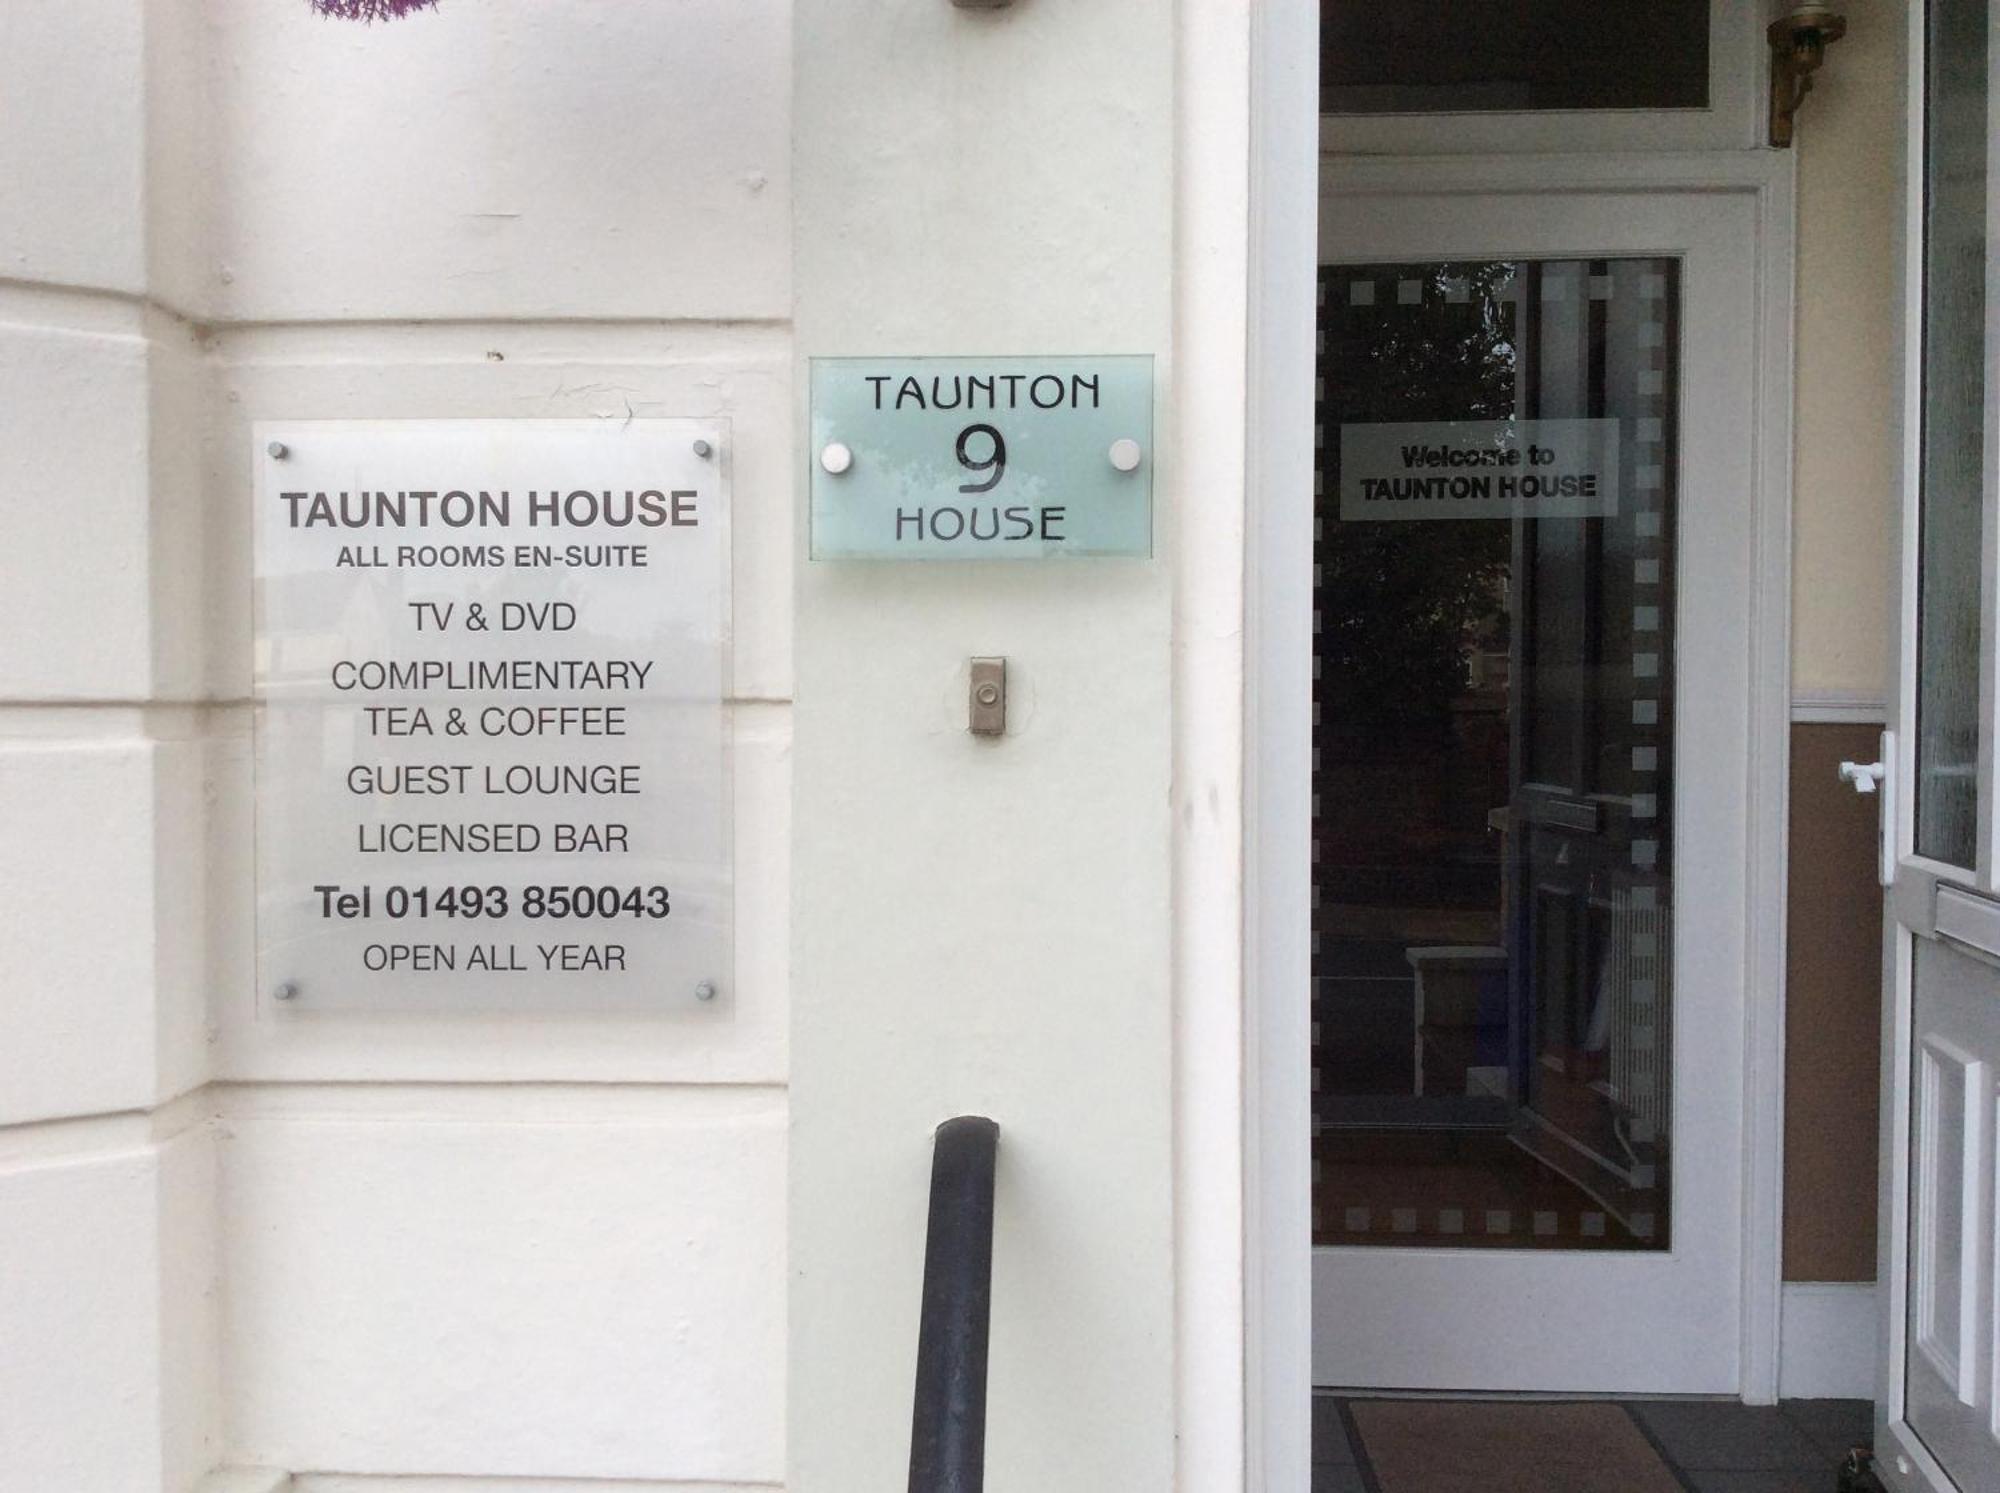 TAUNTON HOUSE
ALL ROOMS EN-SUITE
TV & DVD
COMPLIMENTARY
TEA & COFFEE
GUEST LOUNGE
LICENSED BAR
Tel 01493 850043
OPEN ALL YEAR
TAUNTON
9
HOUSE
Welcome to
TAUNTON HOUSE